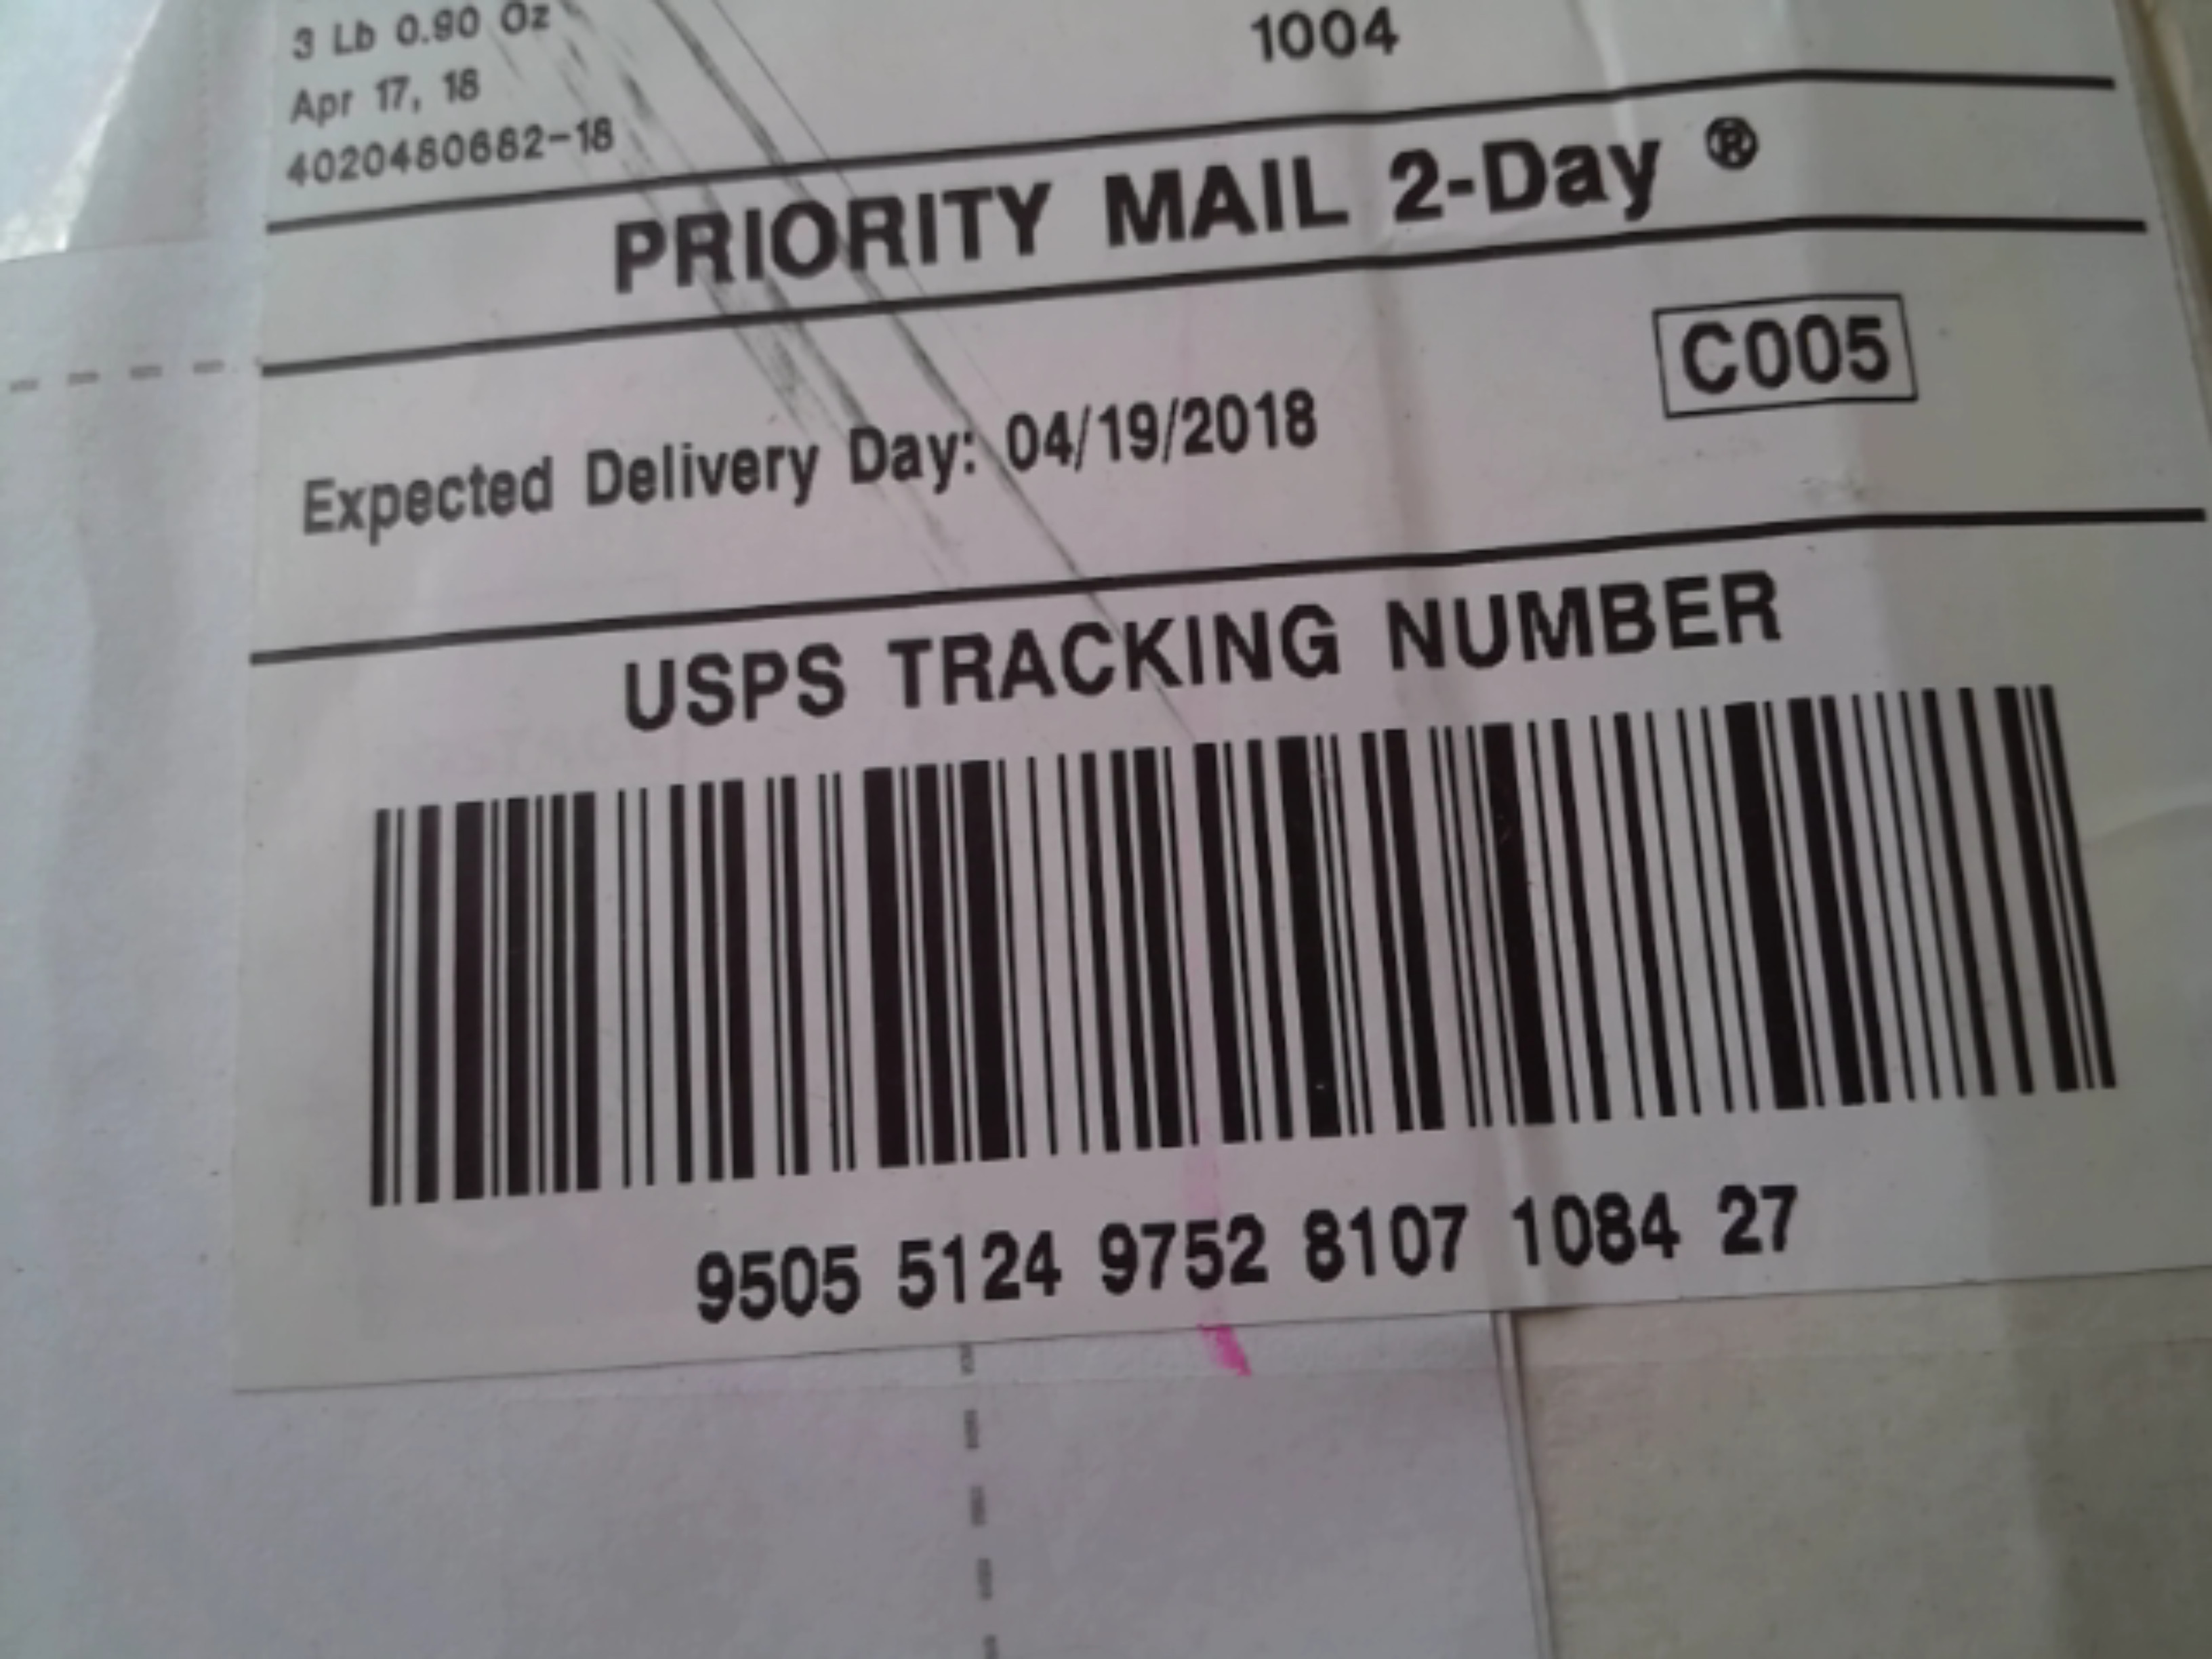 3 Lb 0.90 Oz
Apr 17, 18
4020480682-18
1004
PRIORITY MAIL 2-Day ®
C005
Expected Delivery Day: 04/19/2018
USPS TRACKING NUMBER
9505 5124 9752 8107 1084 27